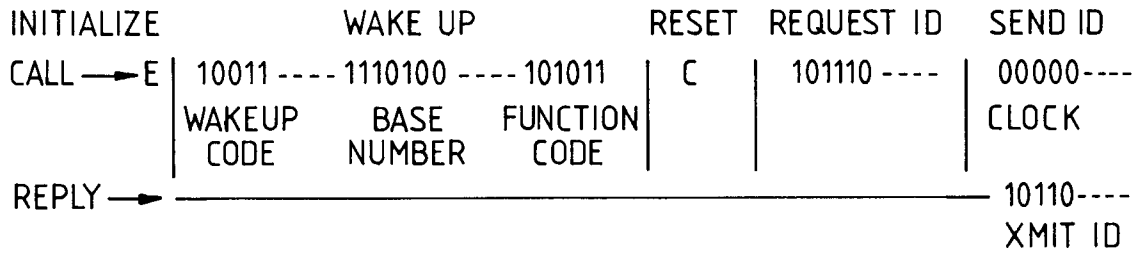 INITIALIZE WAKE UP RESET REQUEST ID SEND ID
CALL E 10011 ---- 1110100 ---- 101011 C 101110 ---- 00000----
WAKEUP BASE FUNCTION CLOCK
CODE NUMBER CODE
REPLY 10110----
XMIT ID